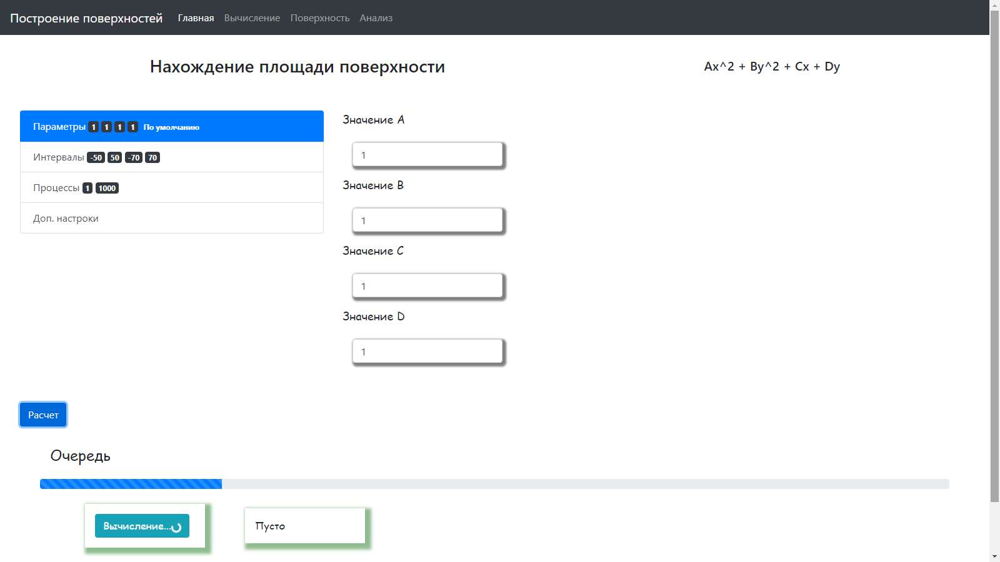 Построение поверхностей Главная Вычисление Поверхность Анализ
Нахождение площади поверхности
Ax^2 + By^2 + Cx + Dy
Параметры 1 1 1 1 По умолчанию
Интервалы -50 50 -70 70
Процессы 1 1000
Доп. настроки
Значение A
1
Значение B
1
Значение C
1
Значение D
1
Расчет
Очередь
Вычисление...
Пусто